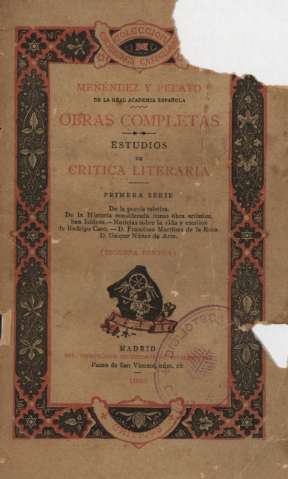 COLECCION
MENÉNDEZ Y PELAYO
DE LA REAL ACADEMIA ESPAÑOLA
OBRAS COMPLETAS
ESTUDIOS
DE
CRÍTICA LITERARIA
PRIMERA SERIE
De la poesía mística.
De la Historia considerada como obra artística.
San Isidoro.—Noticias sobre la vida y escritos
de Rodrigo Caro.—D. Francisco Martínez de la Rosa.
D. Gaspar Núñez de Arce.
(SEGUNDA EDICIÓN)
MADRID
Paseo de San Vicente, núm. 20
BIBLIOTECA